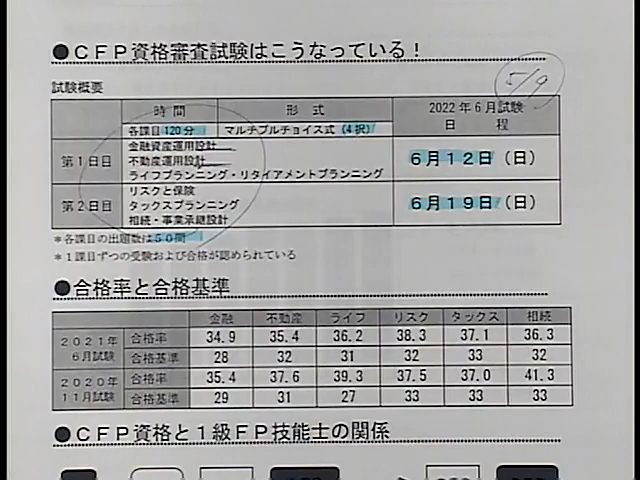 ●ＣＦＰ資格審査試験はこうなっている！
5/9
試験概要
時間 形式 2022年6月試験
日程
各課目120分 マルチプルチョイス式（4択）
第1日目 金融資産運用設計 6月12日（日）
不動産運用設計
ライフプランニング・リタイアメントプランニング
第2日目 リスクと保険 6月19日（日）
タックスプランニング
相続・事業承継設計
＊各課目の出題数は50問
＊1課目ずつの受験および合格が認められている
●合格率と合格基準
金融 不動産 ライフ リスク タックス 相続
2021年6月試験 合格率 34.9 35.4 36.2 38.3 37.1 36.3
合格基準 28 32 31 32 33 32
2020年11月試験 合格率 35.4 37.6 39.3 37.5 37.0 41.3
合格基準 29 31 27 33 33 33
●ＣＦＰ資格と１級ＦＰ技能士の関係